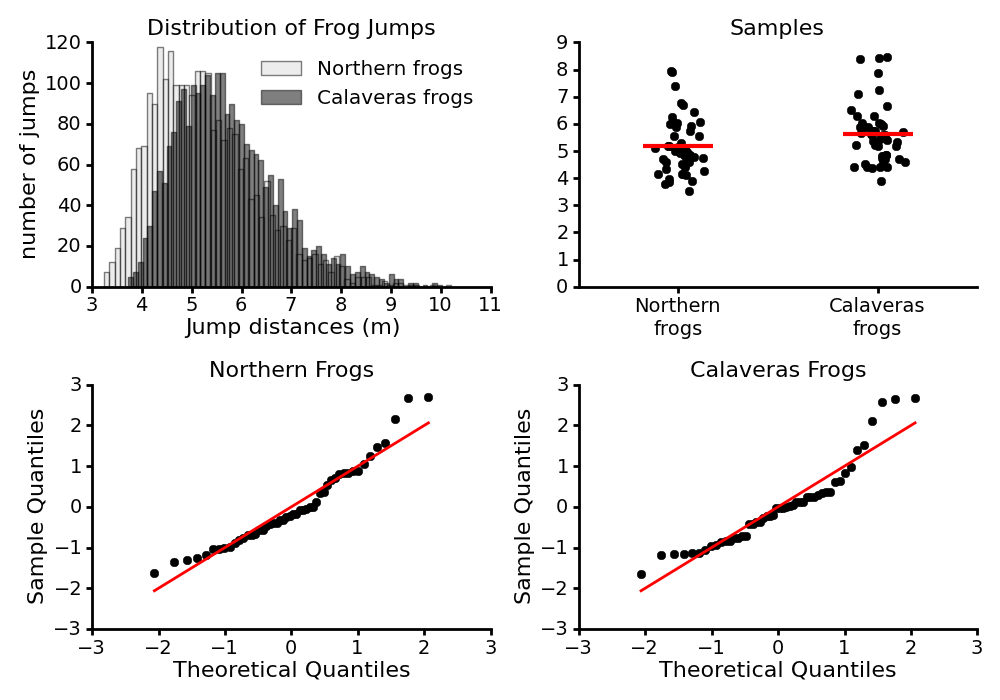 Distribution of Frog Jumps
number of jumps
120
100
80
60
40
20
0
Northern frogs
Calaveras frogs
3 4 5 6 7 8 9 10 11
Jump distances (m)
Samples
9
8
7
6
5
4
3
2
1
0
Northern
frogs
Calaveras
frogs
Northern Frogs
Sample Quantiles
3
2
1
0
−1
−2
−3
−3 −2 −1 0 1 2 3
Theoretical Quantiles
Calaveras Frogs
Sample Quantiles
3
2
1
0
−1
−2
−3
−3 −2 −1 0 1 2 3
Theoretical Quantiles